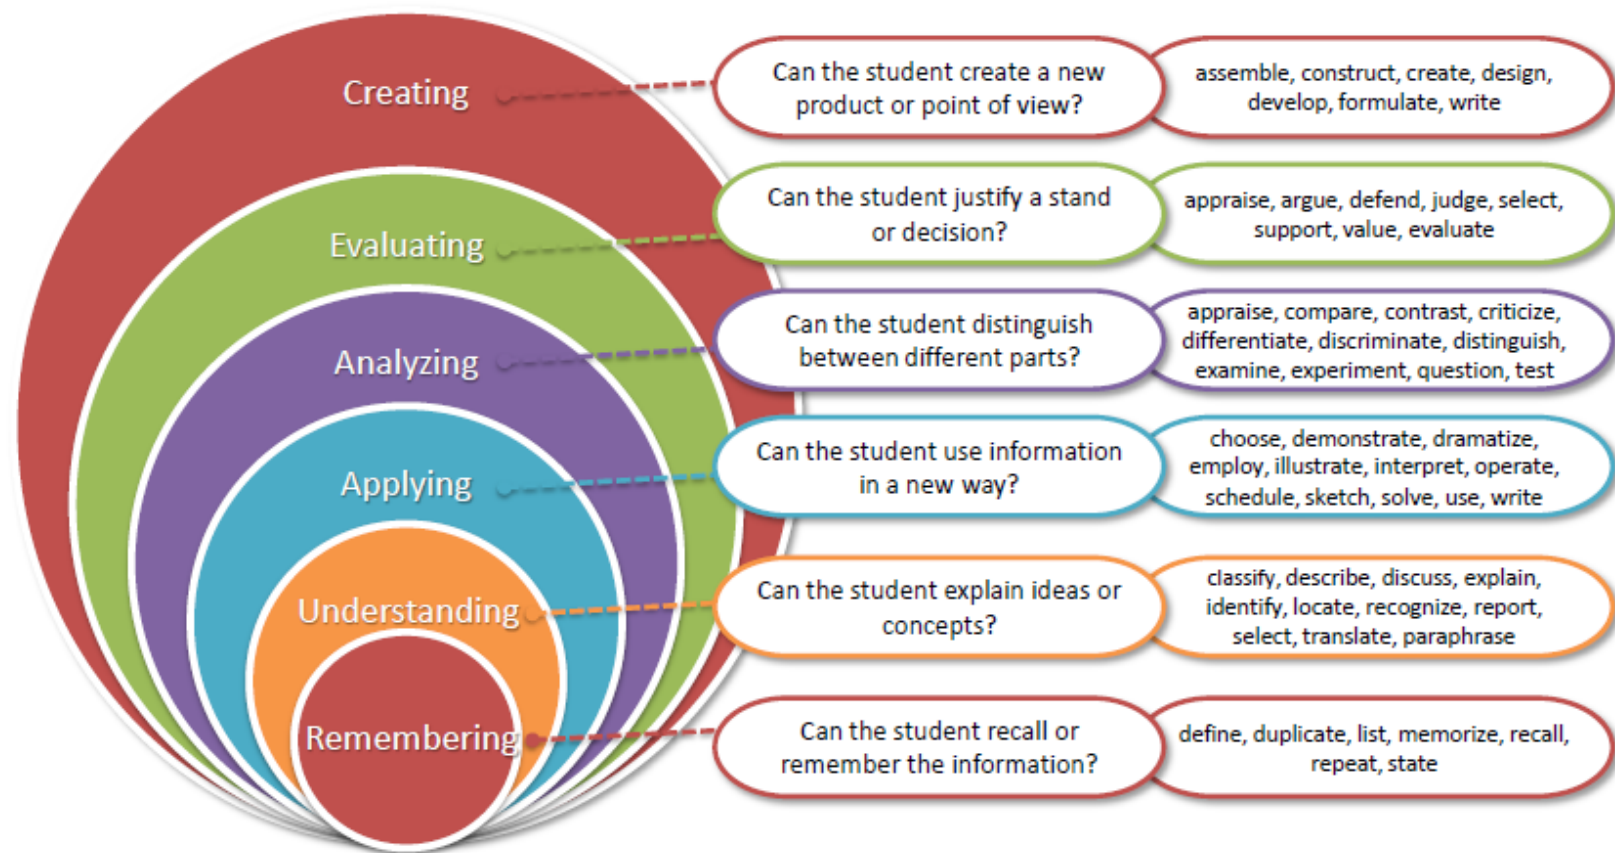 Creating
Can the student create a new
product or point of view?
assemble, construct, create, design,
develop, formulate, write
Evaluating
Can the student justify a stand
or decision?
appraise, argue, defend, judge, select,
support, value, evaluate
Analyzing
Can the student distinguish
between different parts?
appraise, compare, contrast, criticize,
differentiate, discriminate, distinguish,
examine, experiment, question, test
Applying
Can the student use information
in a new way?
choose, demonstrate, dramatize,
employ, illustrate, interpret, operate,
schedule, sketch, solve, use, write
Understanding
Can the student explain ideas or
concepts?
classify, describe, discuss, explain,
identify, locate, recognize, report,
select, translate, paraphrase
Remembering
Can the student recall or
remember the information?
define, duplicate, list, memorize, recall,
repeat, state